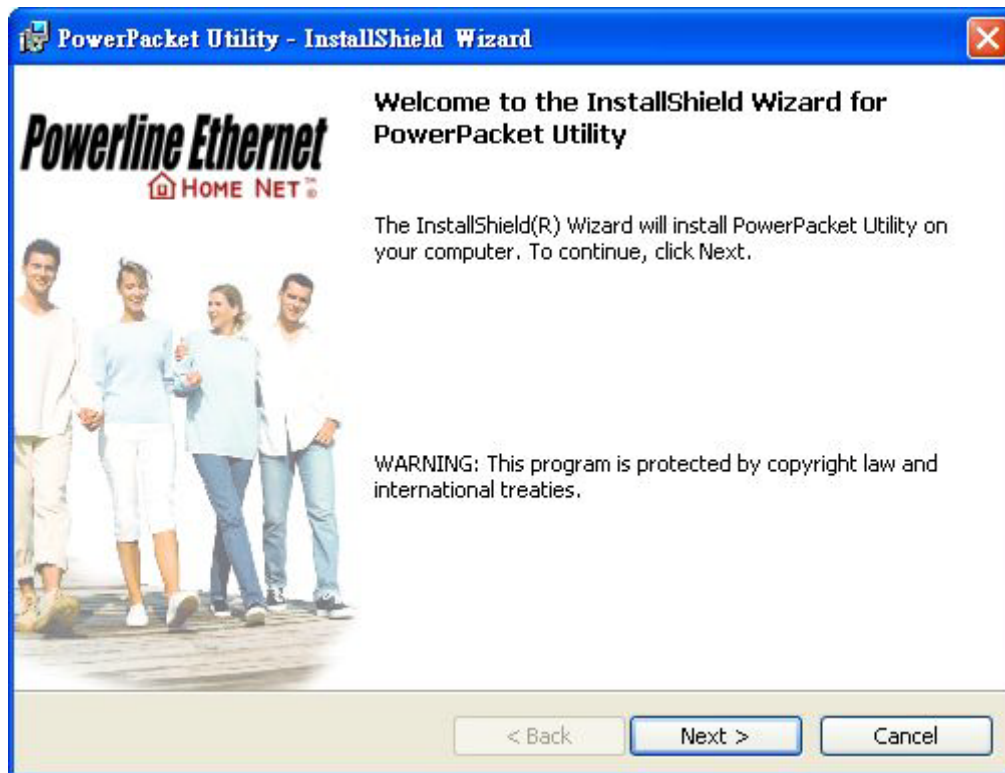 PowerPacket Utility - InstallShield Wizard
Powerline Ethernet
HOME NET™®
Welcome to the InstallShield Wizard for
PowerPacket Utility
The InstallShield(R) Wizard will install PowerPacket Utility on
your computer. To continue, click Next.
WARNING: This program is protected by copyright law and
international treaties.
< Back
Next >
Cancel